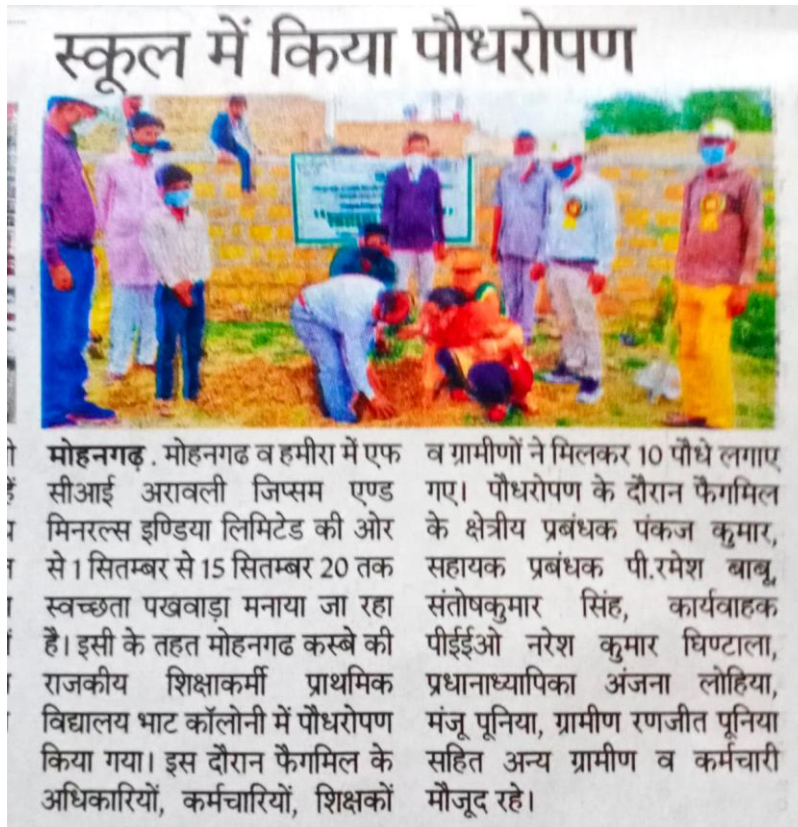 स्कूल में किया पौधरोपण
मोहनगढ़. मोहनगढ व हमीरा में एफ
सीआई अरावली जिप्सम एण्ड
मिनरल्स इण्डिया लिमिटेड की ओर
से 1 सितम्बर से 15 सितम्बर 20 तक
स्वच्छता पखवाड़ा मनाया जा रहा
है। इसी के तहत मोहनगढ कस्बे की
राजकीय शिक्षाकर्मी प्राथमिक
विद्यालय भाट कॉलोनी में पौधरोपण
किया गया। इस दौरान फैगमिल के
अधिकारियों, कर्मचारियों, शिक्षकों
व ग्रामीणों ने मिलकर 10 पौधे लगाए
गए। पौधरोपण के दौरान फैगमिल
के क्षेत्रीय प्रबंधक पंकज कुमार,
सहायक प्रबंधक पी.रमेश बाबू,
संतोषकुमार सिंह, कार्यवाहक
पीईईओ नरेश कुमार घिण्टाला,
प्रधानाध्यापिका अंजना लोहिया,
मंजू पूनिया, ग्रामीण रणजीत पूनिया
सहित अन्य ग्रामीण व कर्मचारी
मौजूद रहे।